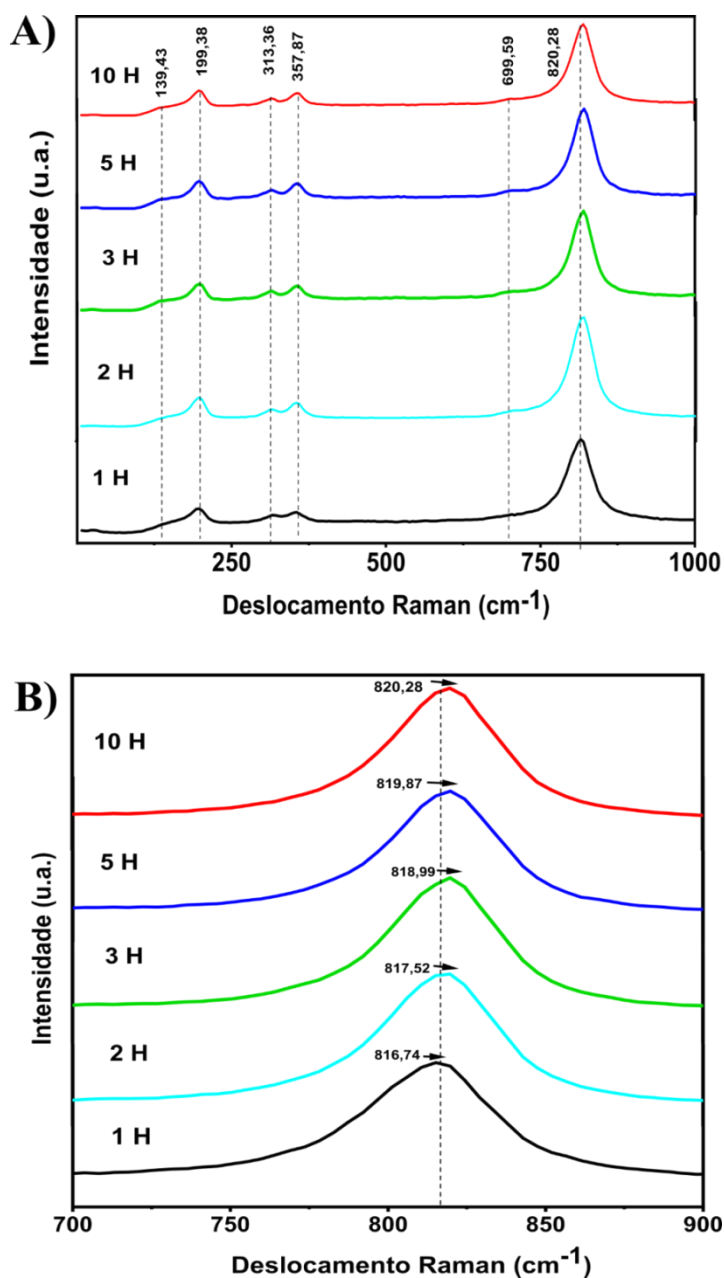 A)
139,43
199,38
313,36
357,87
699,59
820,28
10 H
5 H
3 H
2 H
1 H
Intensidade (u.a.)
250
500
750
1000
Deslocamento Raman (cm-1)
B)
820,28
10 H
819,87
5 H
818,99
3 H
817,52
2 H
816,74
1 H
Intensidade (u.a.)
700
750
800
850
900
Deslocamento Raman (cm-1)